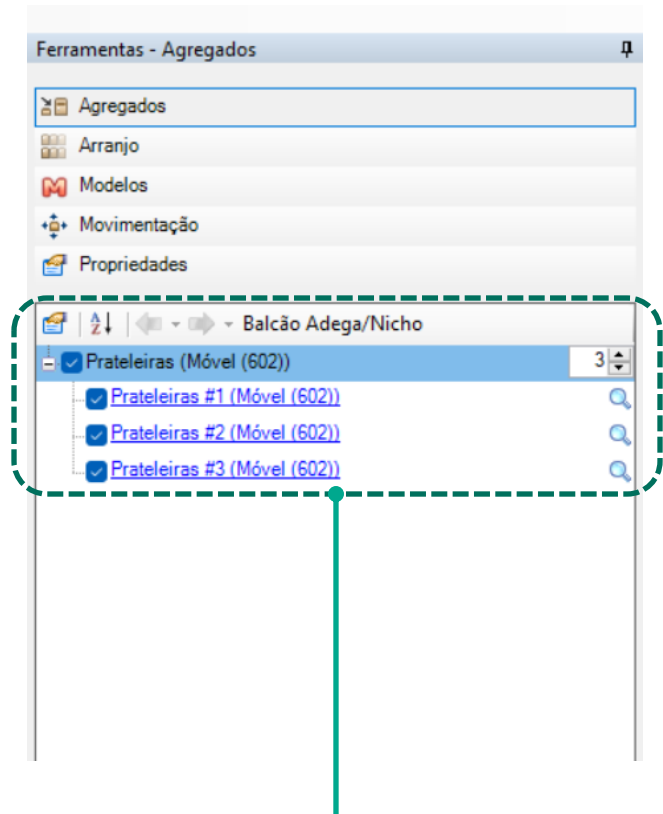 Ferramentas - Agregados
Agregados
Arranjo
Modelos
Movimentação
Propriedades
A Z Balcão Adega/Nicho
Prateleiras (Móvel (602)) 3
Prateleiras #1 (Móvel (602))
Prateleiras #2 (Móvel (602))
Prateleiras #3 (Móvel (602))